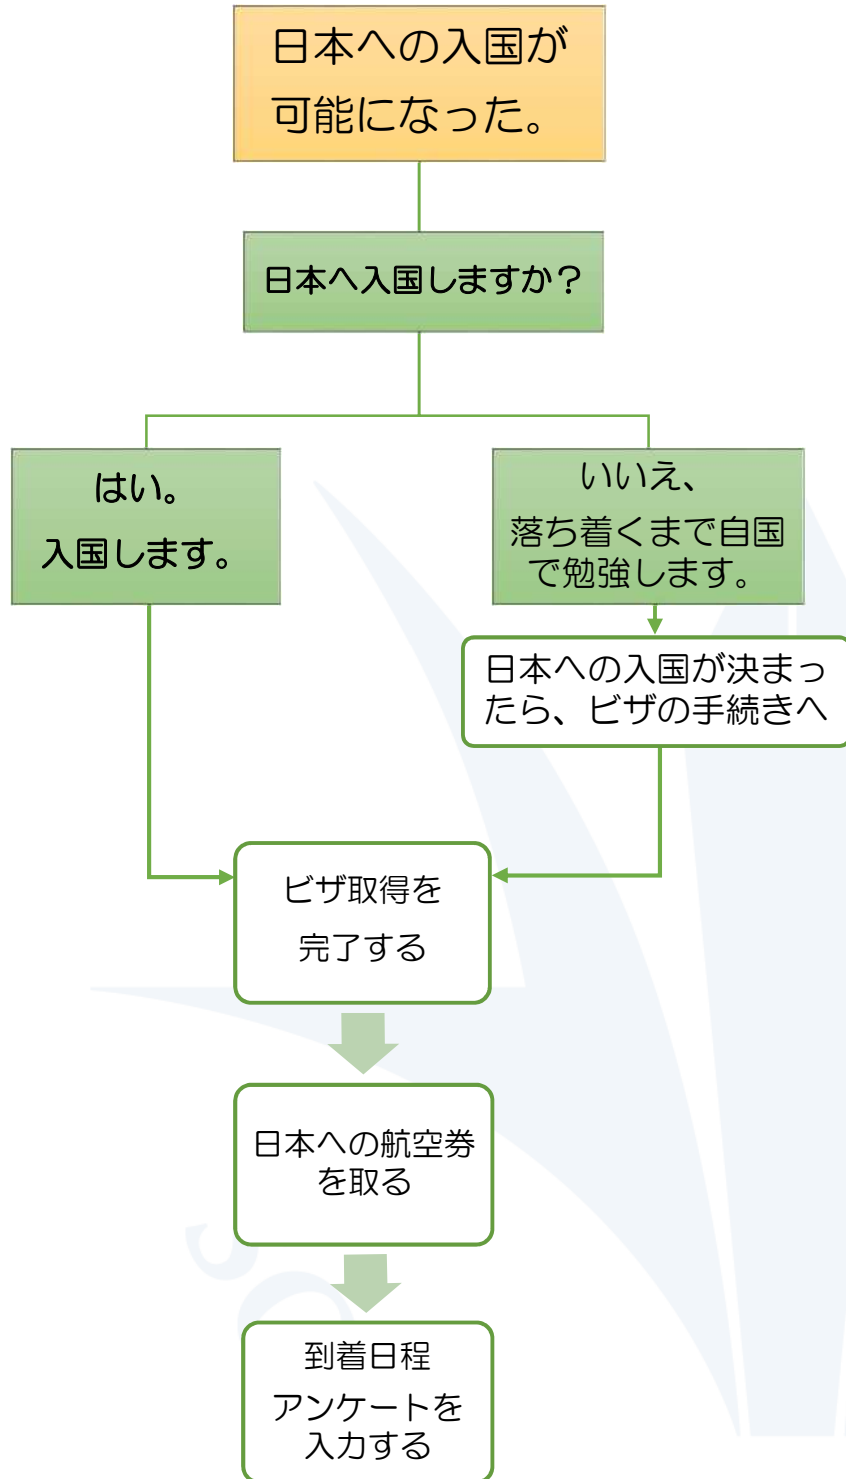 日本への入国が
可能になった。
日本へ入国しますか？
はい。
入国します。
いいえ、
落ち着くまで自国
で勉強します。
日本への入国が決まっ
たら、ビザの手続きへ
ビザ取得を
完了する
日本への航空券
を取る
到着日程
アンケートを
入力する